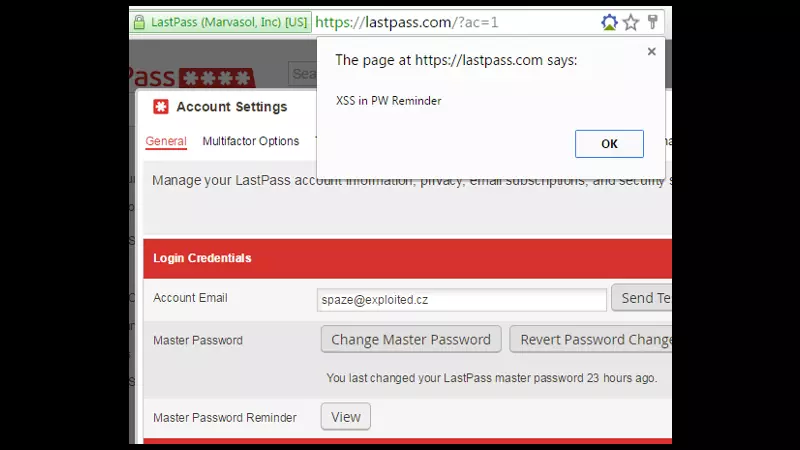 LastPass (Marvasol, Inc) [US] https://lastpass.com/?ac=1
Pass ****
Sea
The page at https://lastpass.com says:
XSS in PW Reminder
OK
Account Settings
General Multifactor Options
Manage your LastPass account information, privacy, email subscriptions, and security s
Login Credentials
Account Email spaze@exploited.cz Send Te
Master Password Change Master Password Revert Password Change
You last changed your LastPass master password 23 hours ago.
Master Password Reminder View